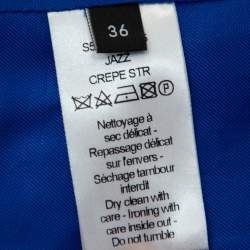 36
JAZZ
CREPE STR
P
Nettoyage à
sec délicat -
Repassage délicat
sur l'envers -
Séchage tambour
interdit
Dry clean with
care - Ironing with
care inside out -
Do not tumble